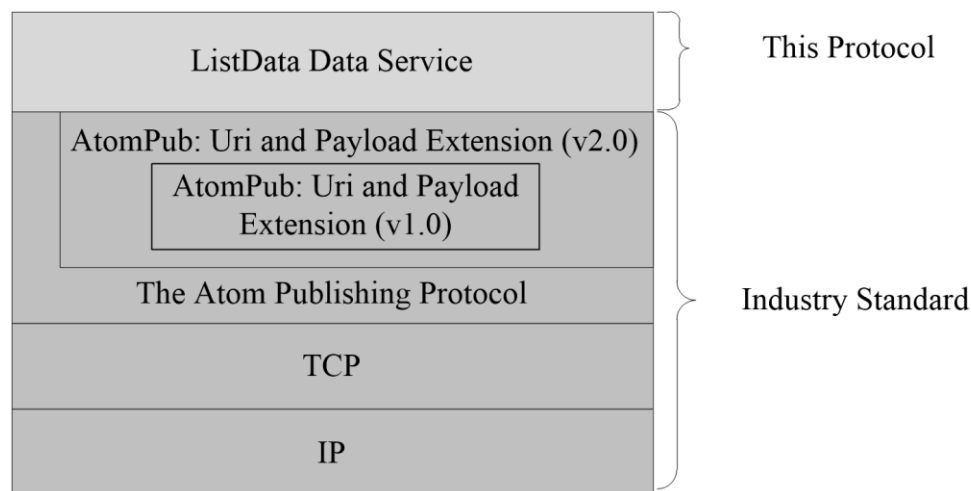 ListData Data Service
This Protocol
AtomPub: Uri and Payload Extension (v2.0)
AtomPub: Uri and Payload
Extension (v1.0)
The Atom Publishing Protocol
Industry Standard
TCP
IP